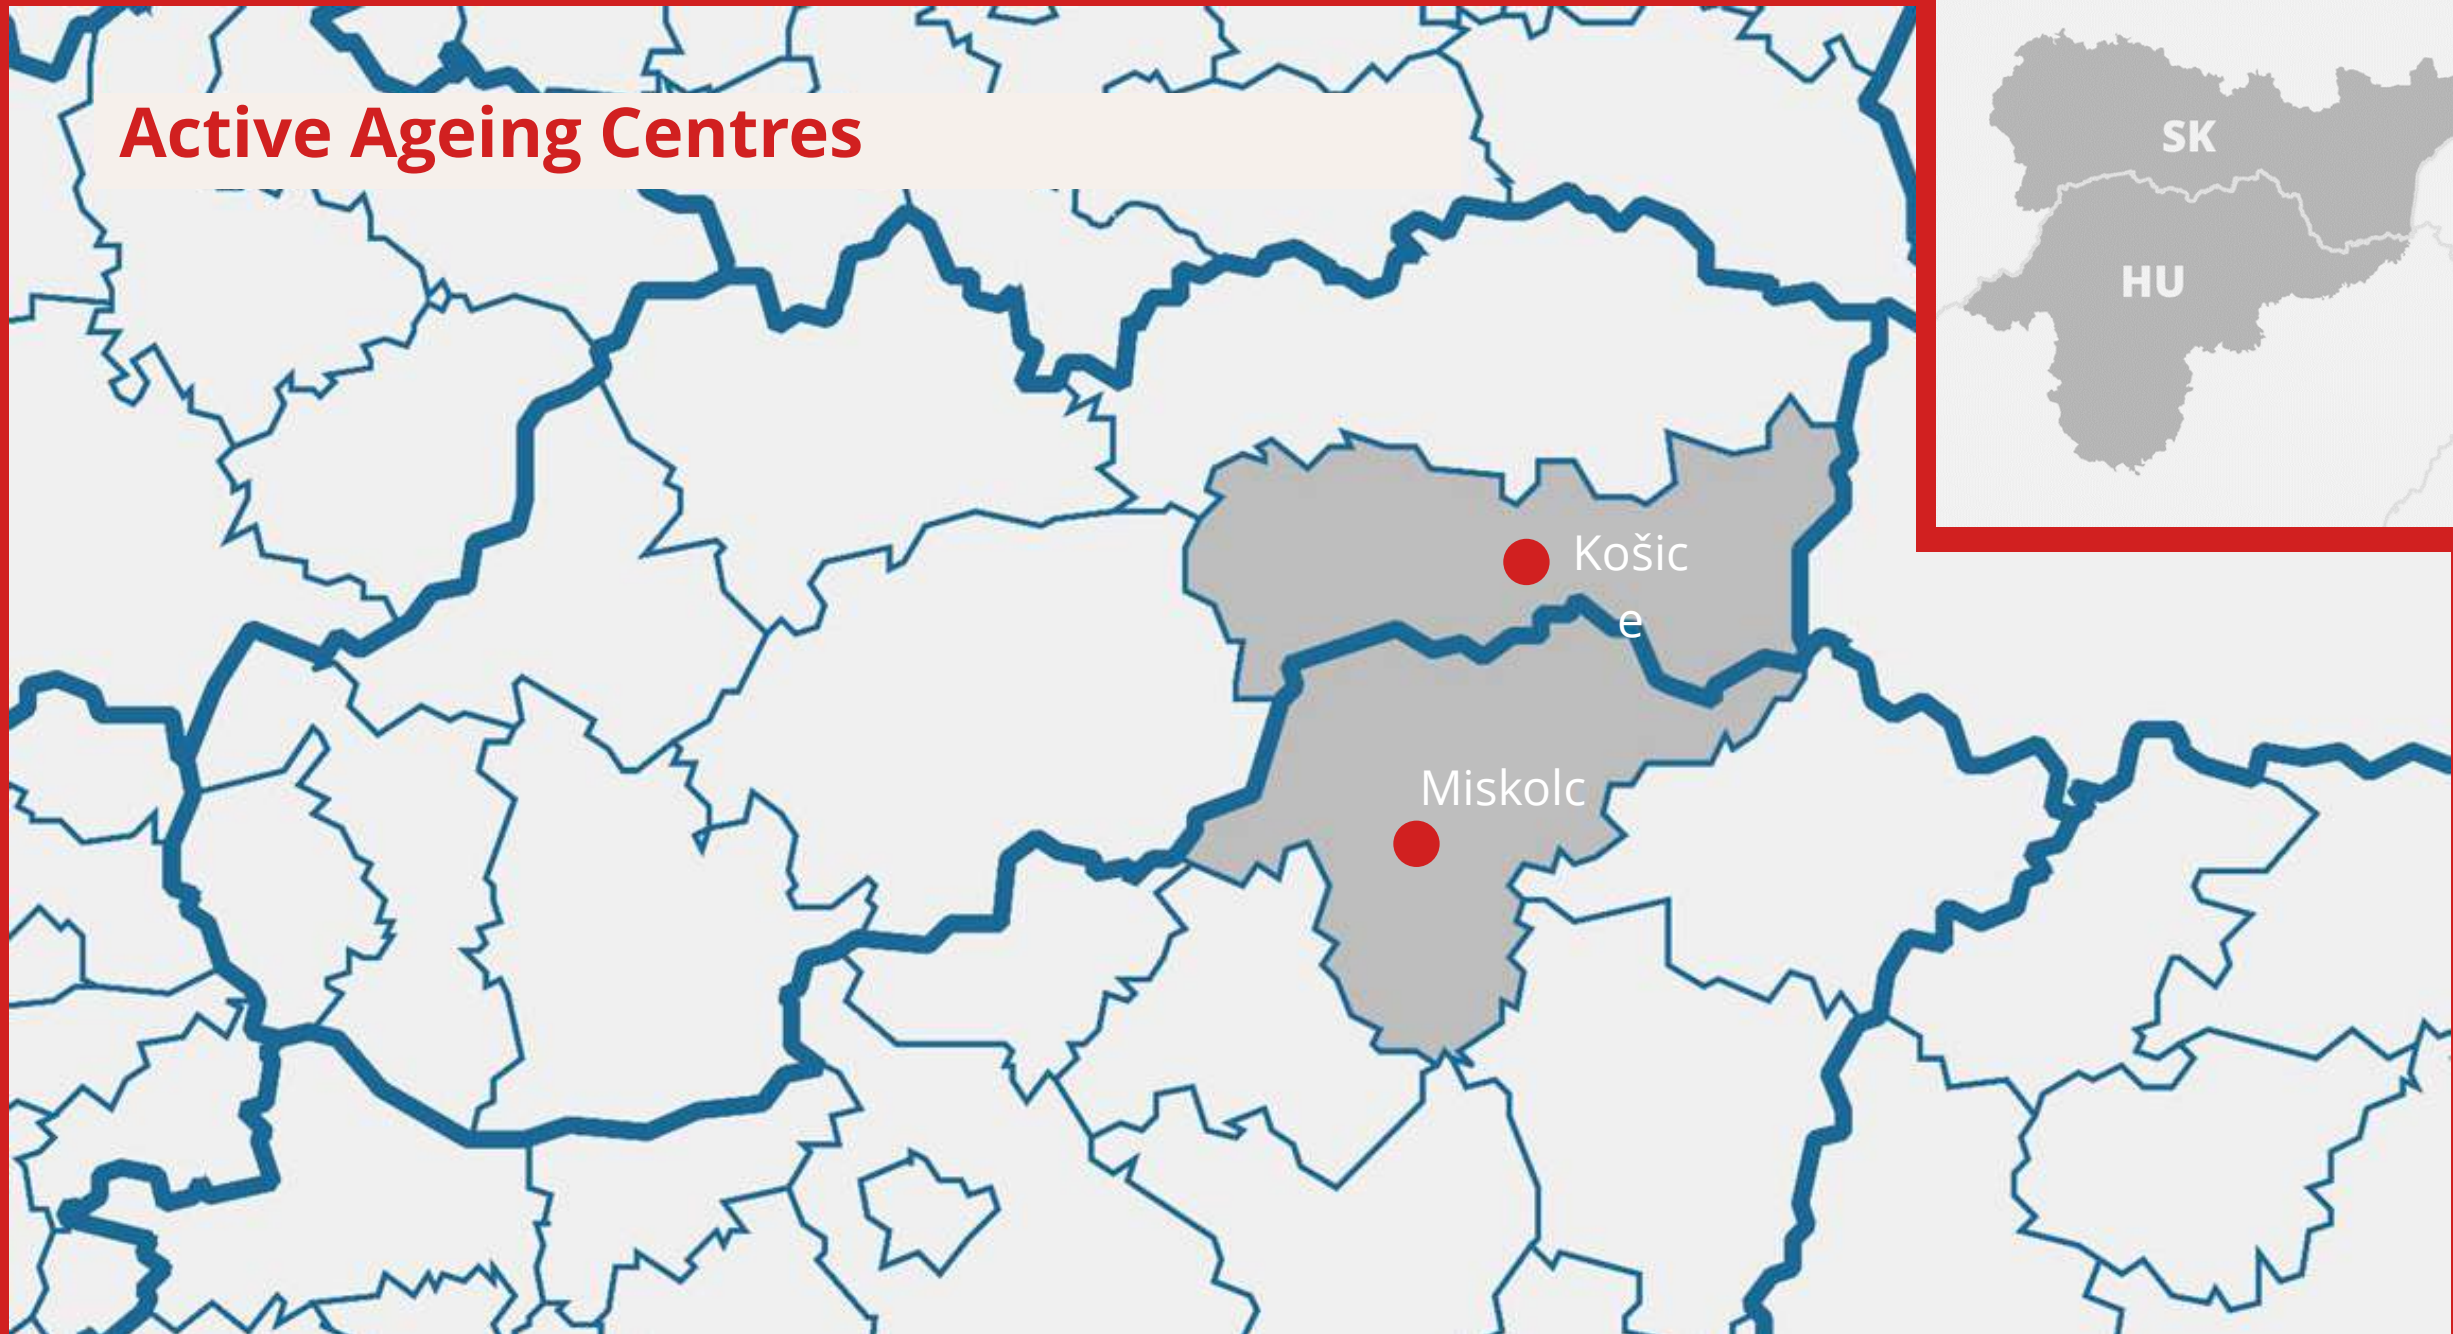 Active Ageing Centres
SK
HU
Košic
e
Miskolc